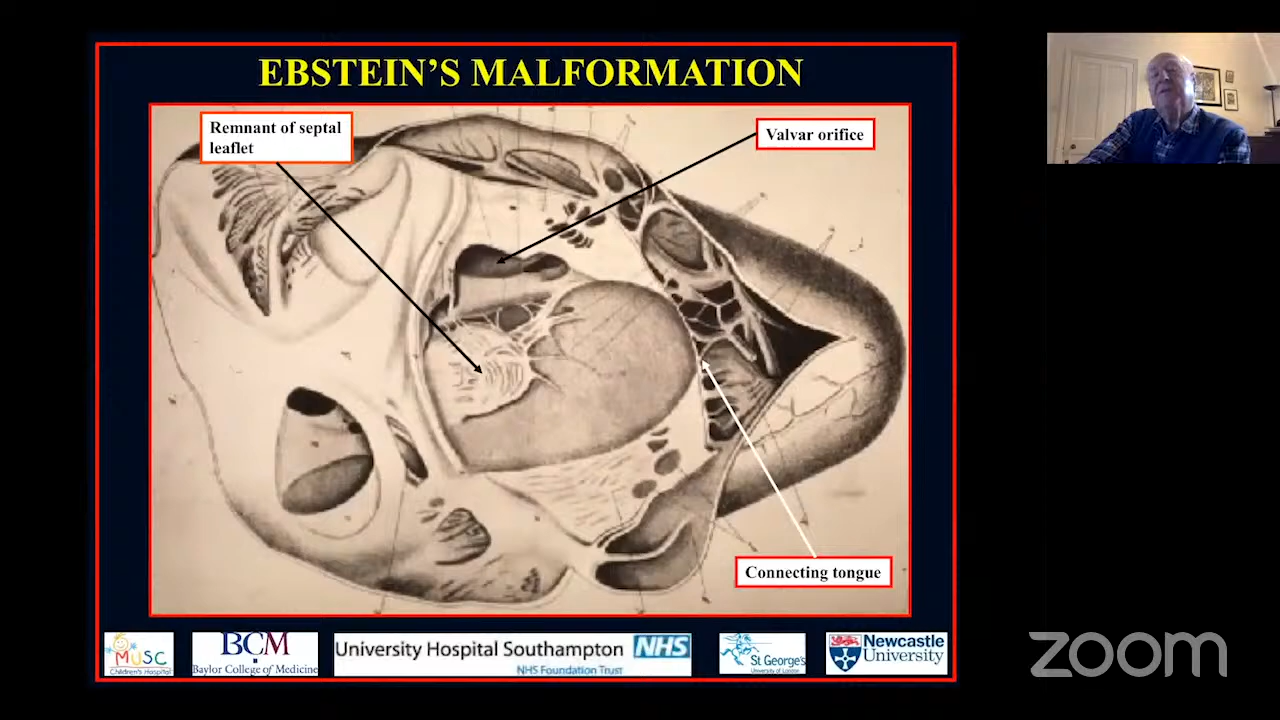 EBSTEIN'S MALFORMATION
Remnant of septal
leaflet
Valvar orifice
Connecting tongue
MUSC
Children's Hospital
BCM
Baylor College of Medicine
University Hospital Southampton NHS
NHS Foundation Trust
St George's
University of London
Newcastle
University
zoom